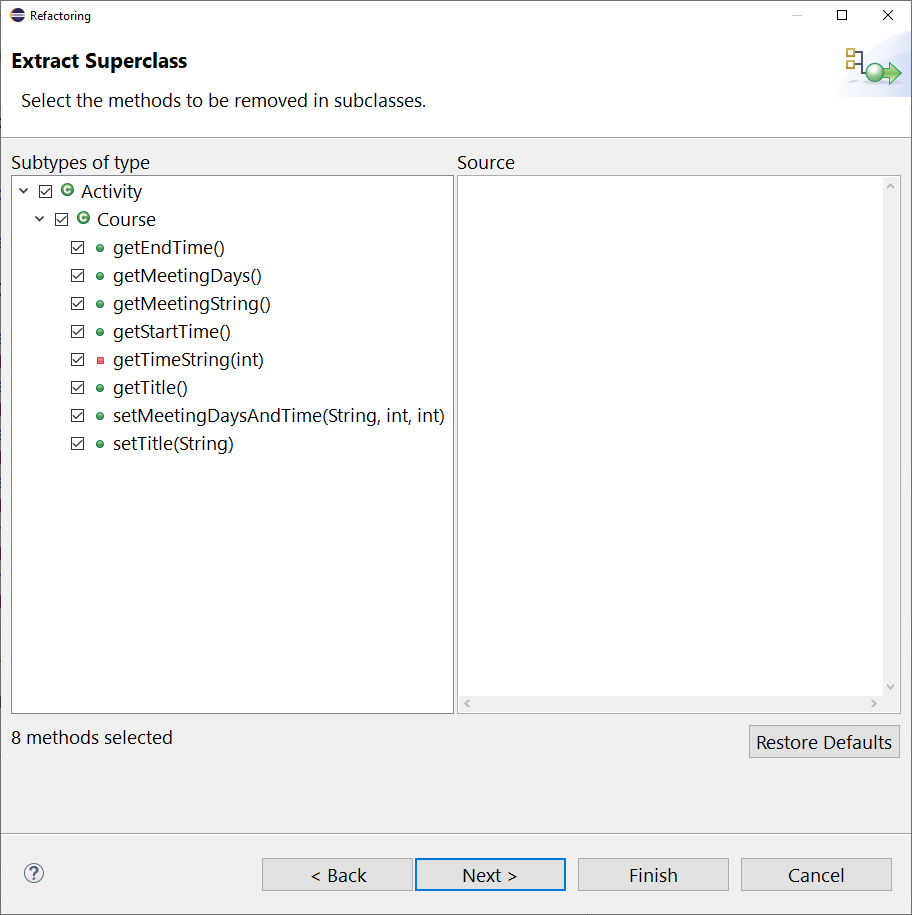 Refactoring
Extract Superclass
Select the methods to be removed in subclasses.
Subtypes of type
Source
Activity
Course
getEndTime()
getMeetingDays()
getMeetingString()
getStartTime()
getTimeString(int)
getTitle()
setMeetingDaysAndTime(String, int, int)
setTitle(String)
8 methods selected
Restore Defaults
< Back
Next >
Finish
Cancel